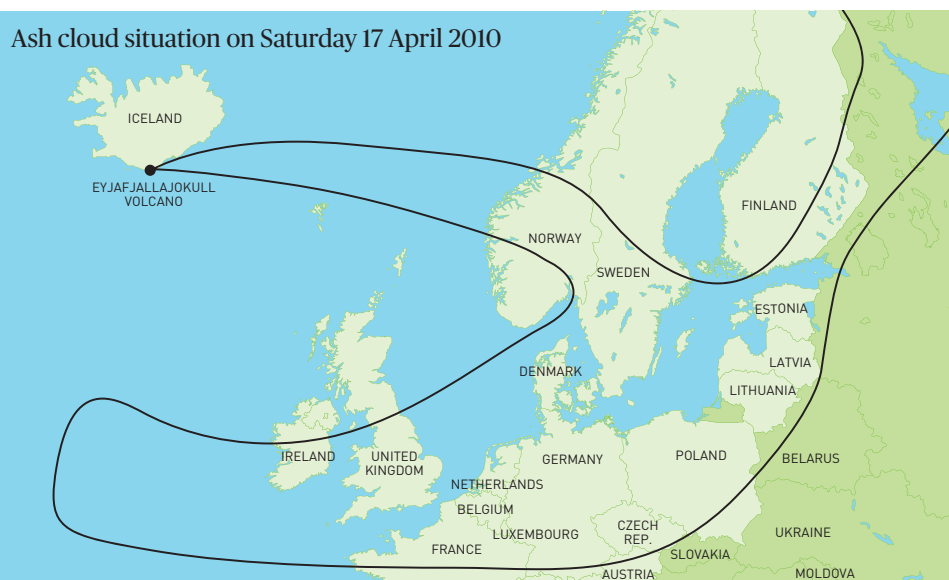 Ash cloud situation on Saturday 17 April 2010
ICELAND
EYJAFJALLAJOKULL
VOLCANO
FINLAND
NORWAY
SWEDEN
ESTONIA
LATVIA
DENMARK
LITHUANIA
IRELAND
UNITED
KINGDOM
GERMANY
POLAND
BELARUS
NETHERLANDS
BELGIUM
LUXEMBOURG
CZECH
REP.
UKRAINE
FRANCE
SLOVAKIA
AUSTRIA
MOLDOVA